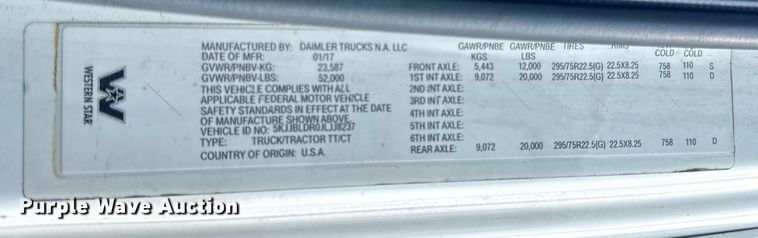 WESTERN STAR
MANUFACTURED BY: DAIMLER TRUCKS N.A. LLC
DATE OF MFR: 01/17
GVWR/PNBV-KG: 23,587
GVWR/PNBV-LBS: 52,000
THIS VEHICLE COMPLIES WITH ALL
APPLICABLE FEDERAL MOTOR VEHICLE
SAFETY STANDARDS IN EFFECT AT THE DATE
OF MANUFACTURE SHOWN ABOVE
VEHICLE ID NO: 5KJJBLDR0JLJJ8237
TYPE: TRUCK/TRACTOR TT/CT
COUNTRY OF ORIGIN: U.S.A.
GAWR/PNBE GAWR/PNBE TIRES RIMS COLD COLD
KGS LBS
FRONT AXLE: 5,443 12,000 295/75R22.5(G) 22.5X8.25 758 110 S
1ST INT AXLE: 9,072 20,000 295/75R22.5(G) 22.5X8.25 758 110 D
2ND INT AXLE:
3RD INT AXLE:
4TH INT AXLE:
5TH INT AXLE:
6TH INT AXLE:
REAR AXLE: 9,072 20,000 295/75R22.5(G) 22.5X8.25 758 110 D
Purple Wave Auction